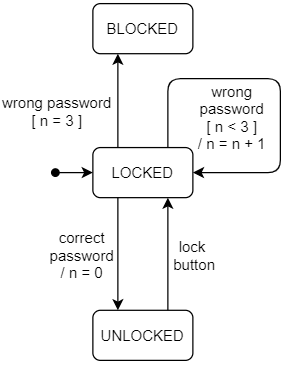 BLOCKED
wrong password
[ n = 3 ]
wrong
password
[ n < 3 ]
/ n = n + 1
LOCKED
correct
password
/ n = 0
lock
button
UNLOCKED